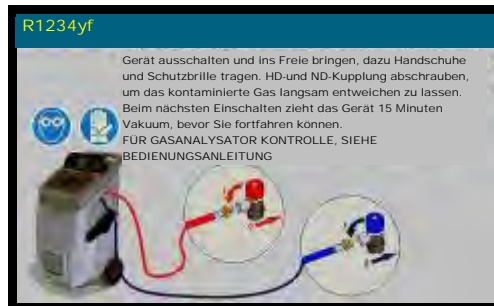 R1234yf
Gerät ausschalten und ins Freie bringen, dazu Handschuhe
und Schutzbrille tragen. HD-und ND-Kupplung abschrauben,
um das kontaminierte Gas langsam entweichen zu lassen.
Beim nächsten Einschalten zieht das Gerät 15 Minuten
Vakuum, bevor Sie fortfahren können.
FÜR GASANALYSATOR KONTROLLE, SIEHE
BEDIENUNGSANLEITUNG